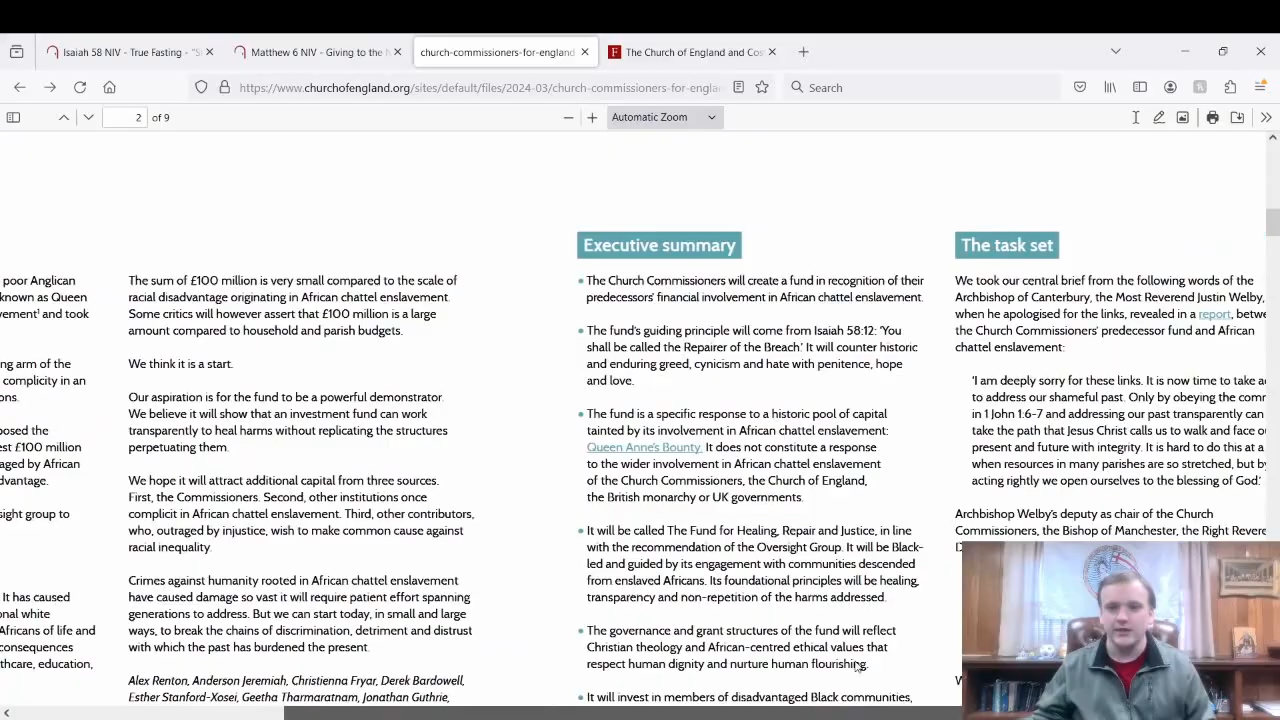 Isaiah 58 NIV - True Fasting - "S
Matthew 6 NIV - Giving to the N
church-commissioners-for-england
The Church of England and Cos
https://www.churchofengland.org/sites/default/files/2024-03/church-commissioners-for-engla
Search
2 of 9
Automatic Zoom
poor Anglican
known as Queen
vement¹ and took
ing arm of the
complicity in an
ons.
posed the
est £100 million
aged by African
dvantage.
sight group to
It has caused
onal white
Africans of life and
consequences
lthcare, education,
The sum of £100 million is very small compared to the scale of
racial disadvantage originating in African chattel enslavement.
Some critics will however assert that £100 million is a large
amount compared to household and parish budgets.
We think it is a start.
Our aspiration is for the fund to be a powerful demonstrator.
We believe it will show that an investment fund can work
transparently to heal harms without replicating the structures
perpetuating them.
We hope it will attract additional capital from three sources.
First, the Commissioners. Second, other institutions once
complicit in African chattel enslavement. Third, other contributors,
who, outraged by injustice, wish to make common cause against
racial inequality.
Crimes against humanity rooted in African chattel enslavement
have caused damage so vast it will require patient effort spanning
generations to address. But we can start today, in small and large
ways, to break the chains of discrimination, detriment and distrust
with which the past has burdened the present.
Alex Renton, Anderson Jeremiah, Christienna Fryar, Derek Bardowell,
Esther Stanford-Xosei, Geetha Tharmaratnam, Jonathan Guthrie,
Executive summary
• The Church Commissioners will create a fund in recognition of their
predecessors' financial involvement in African chattel enslavement.
• The fund's guiding principle will come from Isaiah 58:12: 'You
shall be called the Repairer of the Breach.' It will counter historic
and enduring greed, cynicism and hate with penitence, hope
and love.
• The fund is a specific response to a historic pool of capital
tainted by its involvement in African chattel enslavement:
Queen Anne's Bounty. It does not constitute a response
to the wider involvement in African chattel enslavement
of the Church Commissioners, the Church of England,
the British monarchy or UK governments.
• It will be called The Fund for Healing, Repair and Justice, in line
with the recommendation of the Oversight Group. It will be Black-
led and guided by its engagement with communities descended
from enslaved Africans. Its foundational principles will be healing,
transparency and non-repetition of the harms addressed.
• The governance and grant structures of the fund will reflect
Christian theology and African-centred ethical values that
respect human dignity and nurture human flourishing.
• It will invest in members of disadvantaged Black communities,
The task set
We took our central brief from the following words of the
Archbishop of Canterbury, the Most Reverend Justin Welby,
when he apologised for the links, revealed in a report, betwe
the Church Commissioners' predecessor fund and African
chattel enslavement:
'I am deeply sorry for these links. It is now time to take a
to address our shameful past. Only by obeying the comm
in 1 John 1:6-7 and addressing our past transparently can
take the path that Jesus Christ calls us to walk and face ou
present and future with integrity. It is hard to do this at a
when resources in many parishes are so stretched, but by
acting rightly we open ourselves to the blessing of God.'
Archbishop Welby's deputy as chair of the Church
Commissioners, the Bishop of Manchester, the Right Revere